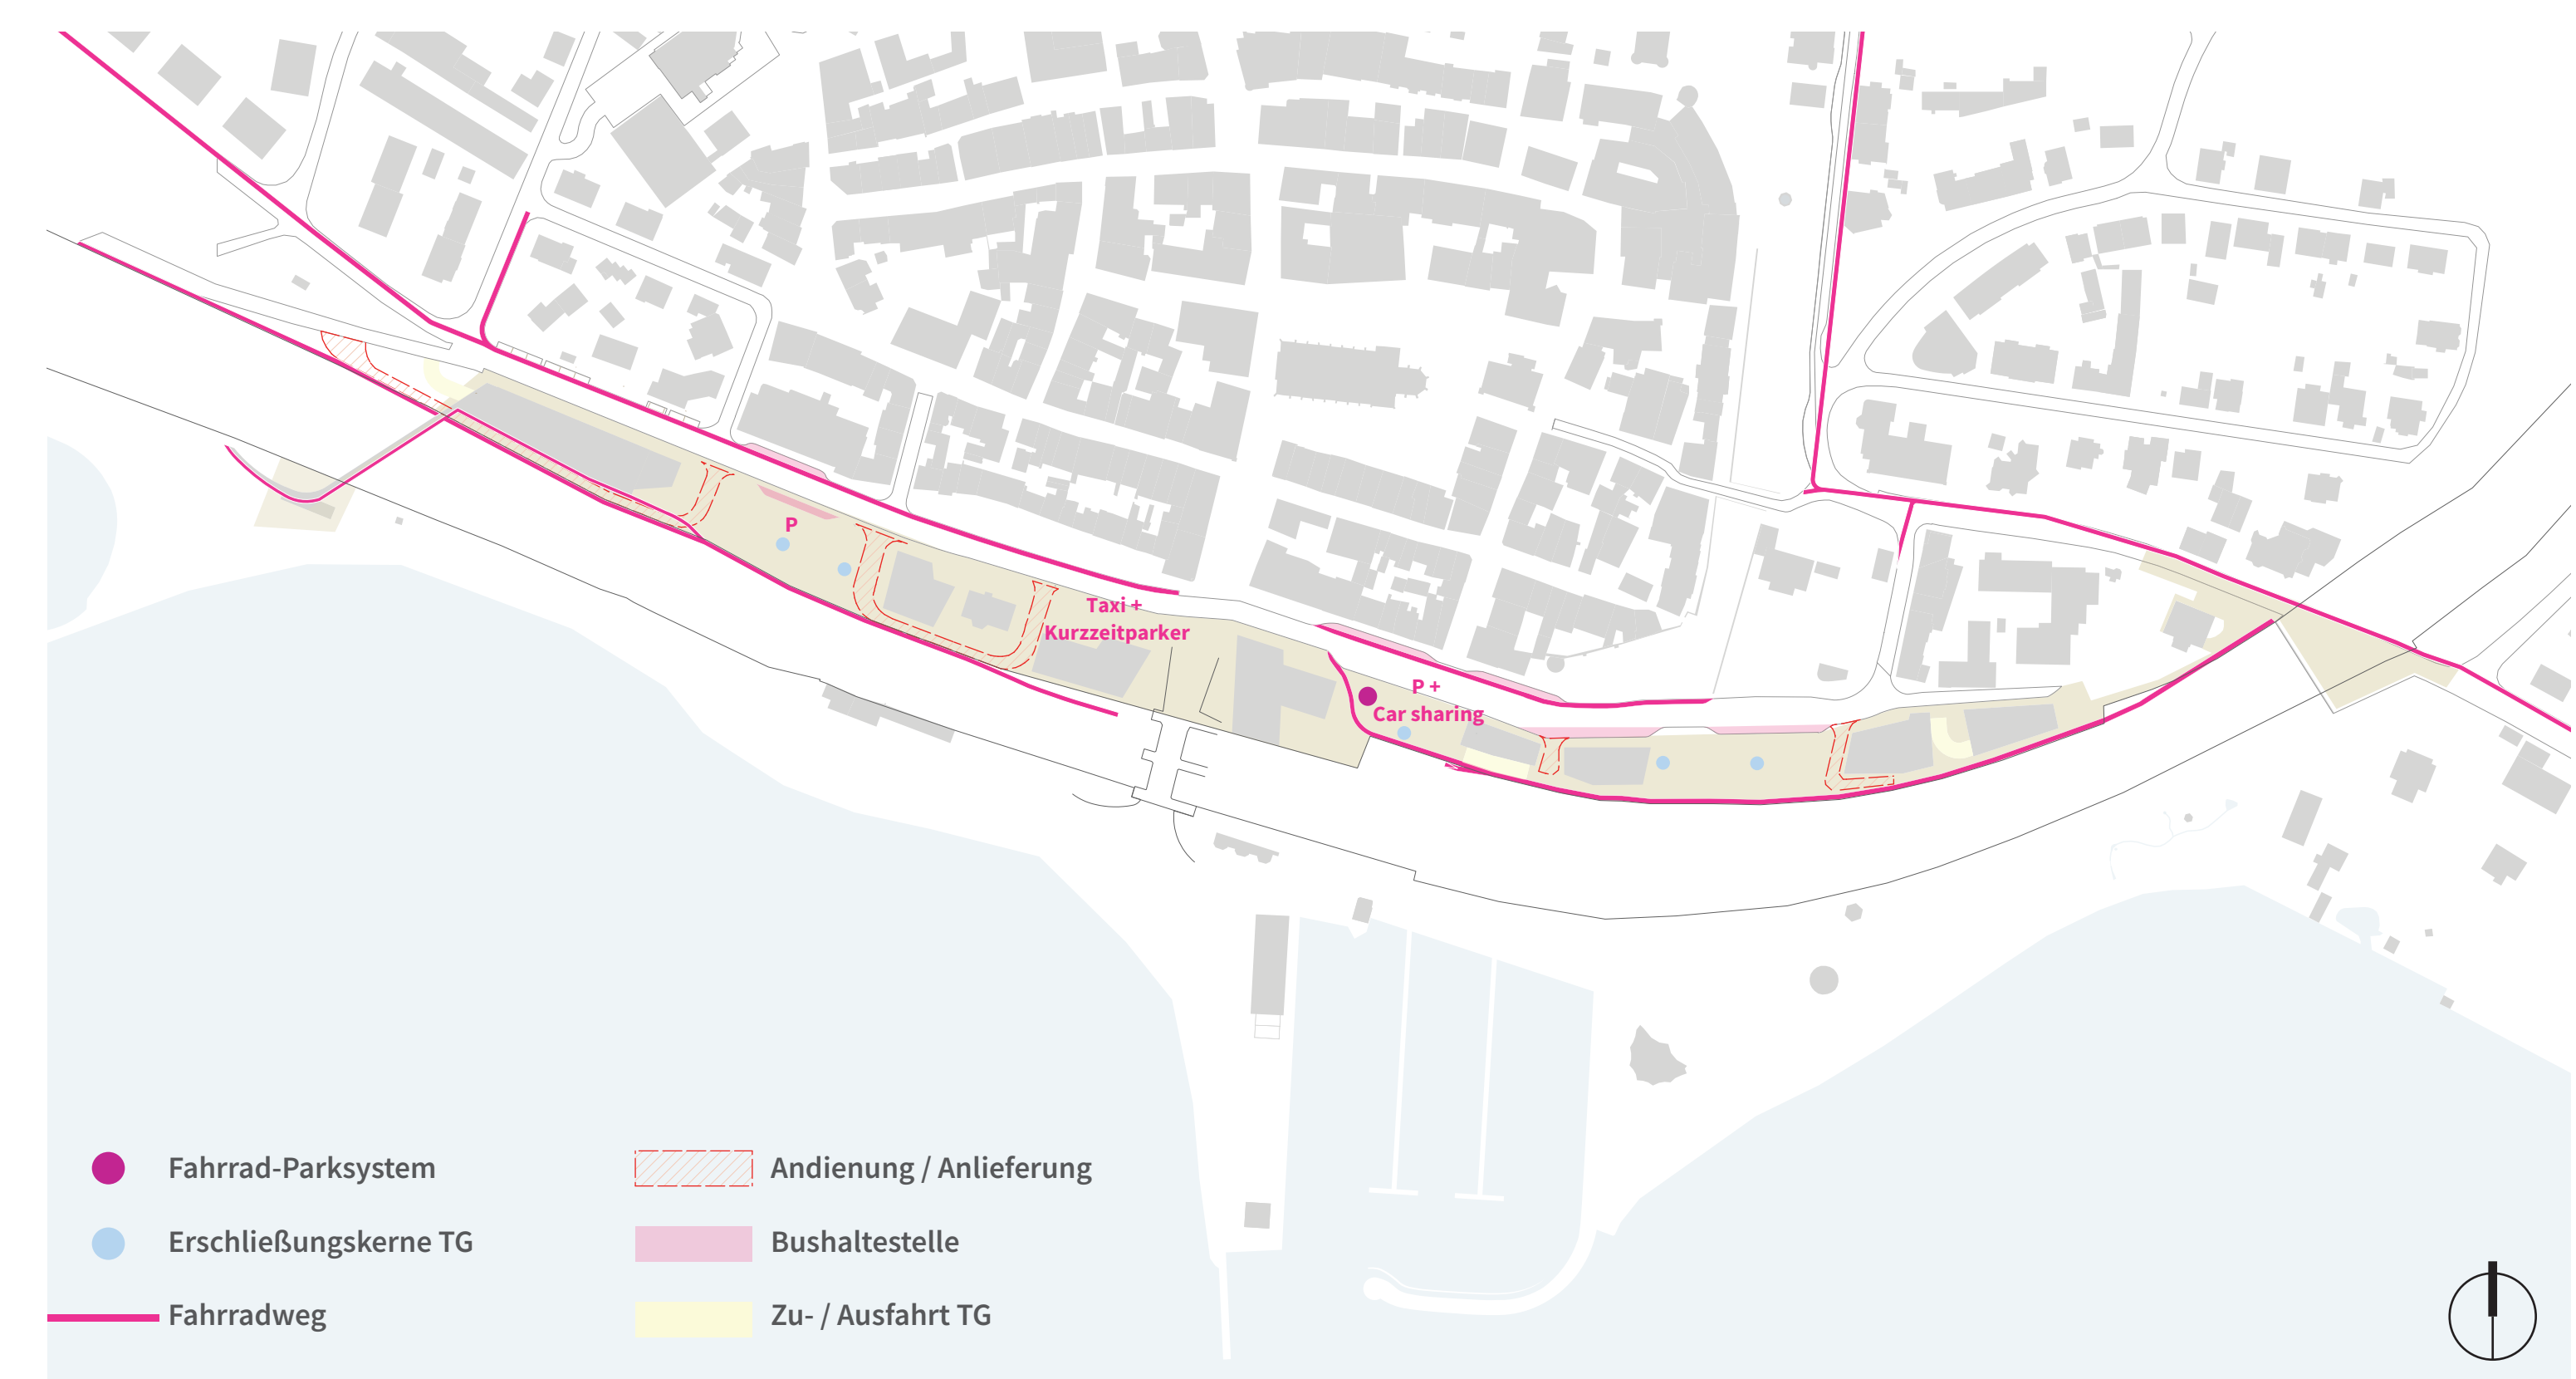 P
Taxi +
Kurzzeitparker
P +
Car sharing
Fahrrad-Parksystem
Andienung / Anlieferung
Erschließungskerne TG
Bushaltestelle
Fahrradweg
Zu- / Ausfahrt TG